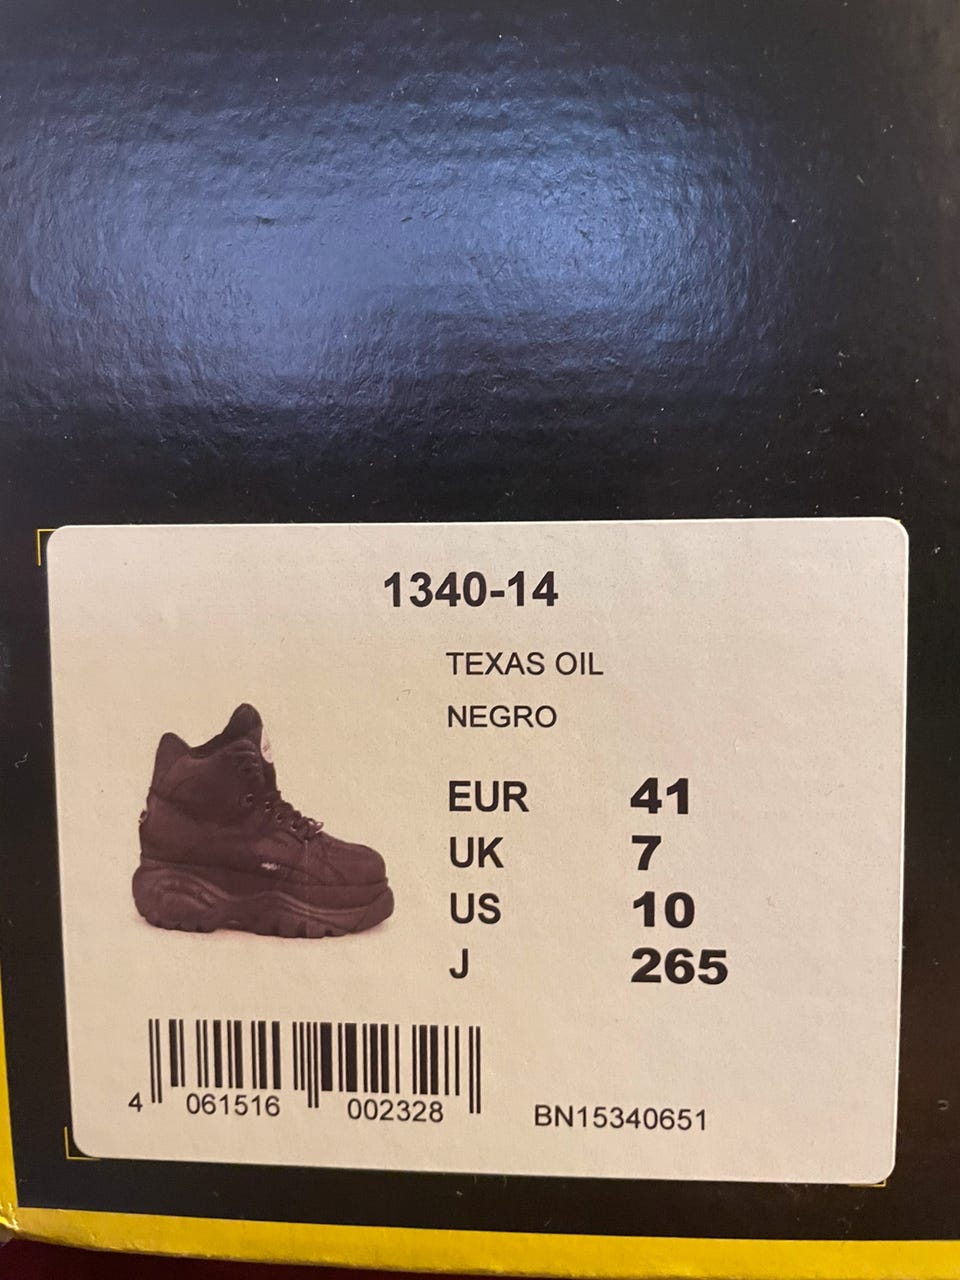 1340-14
TEXAS OIL
NEGRO
EUR 41
UK 7
US 10
J 265
4 061516 002328
BN15340651